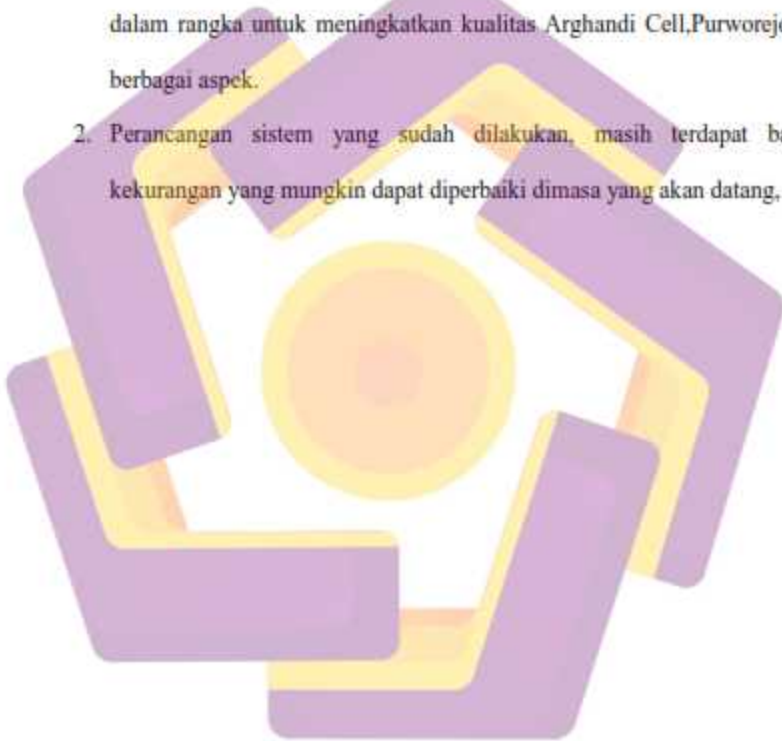 dalam rangka untuk meningkatkan kualitas Arghandi Cell,Purworejo
berbagai aspek.
2. Perancangan sistem yang sudah dilakukan, masih terdapat
kekurangan yang mungkin dapat diperbaiki dimasa yang akan datang.